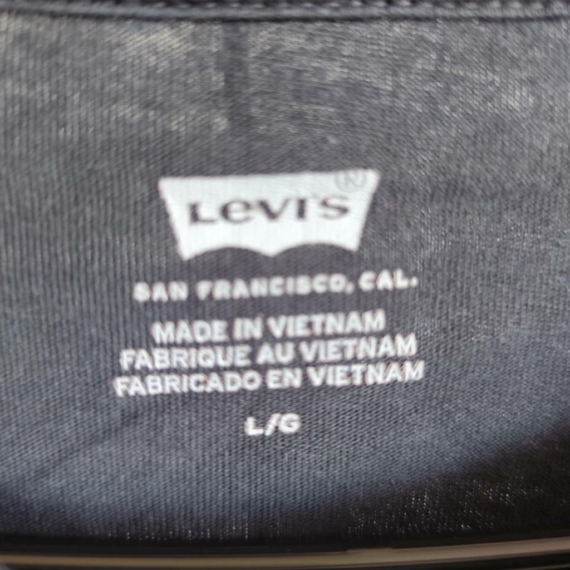 LEVI'S ®
SAN FRANCISCO, CAL.
MADE IN VIETNAM
FABRIQUE AU VIETNAM
FABRICADO EN VIETNAM
L/G